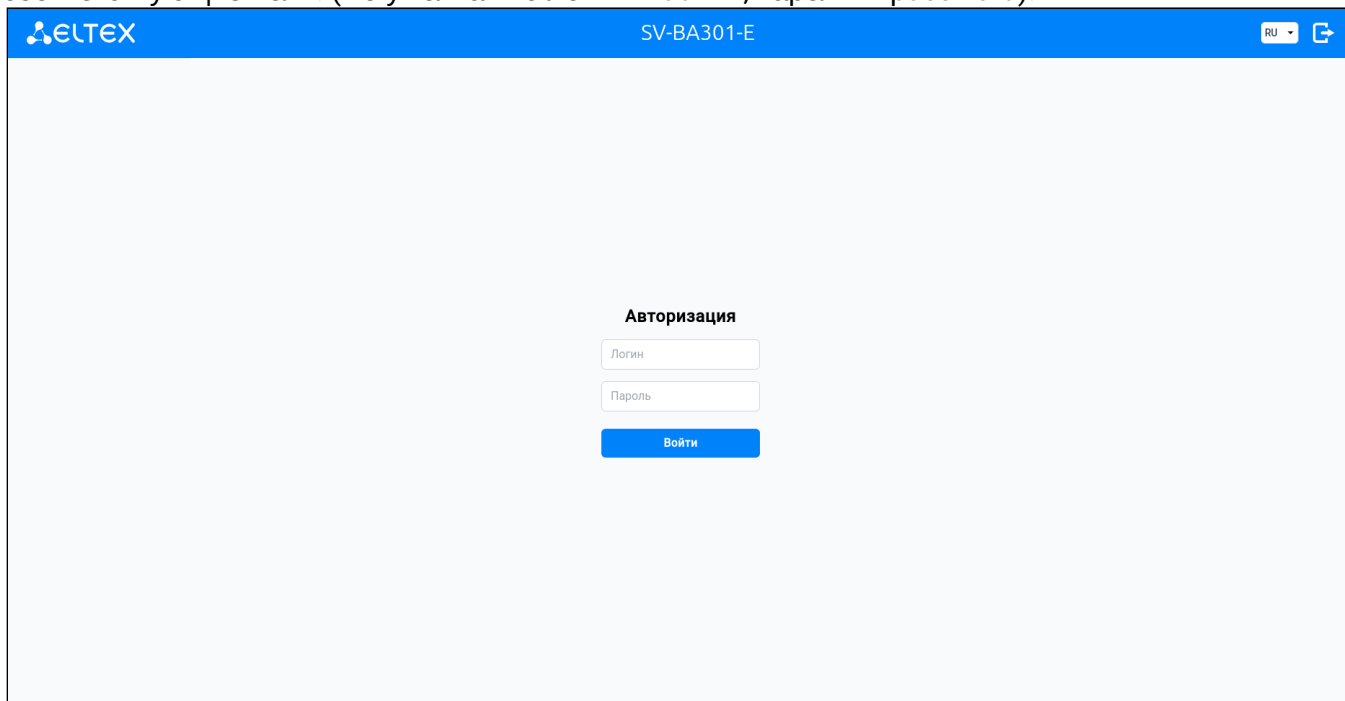 ELTEX
SV-BA301-E
RU
Авторизация
Логин
Пароль
Войти